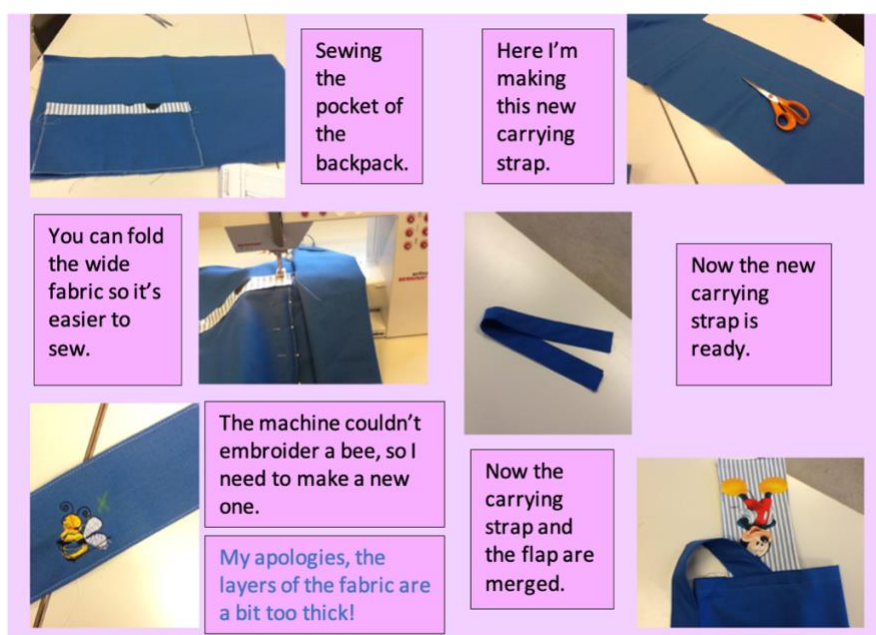 Sewing
the
pocket of
the
backpack.
Here I'm
making
this new
carrying
strap.
You can fold
the wide
fabric so it's
easier to
sew.
Now the new
carrying
strap is
ready.
The machine couldn't
embroider a bee, so I
need to make a new
one.
My apologies, the
layers of the fabric are
a bit too thick!
Now the
carrying
strap and
the flap are
merged.